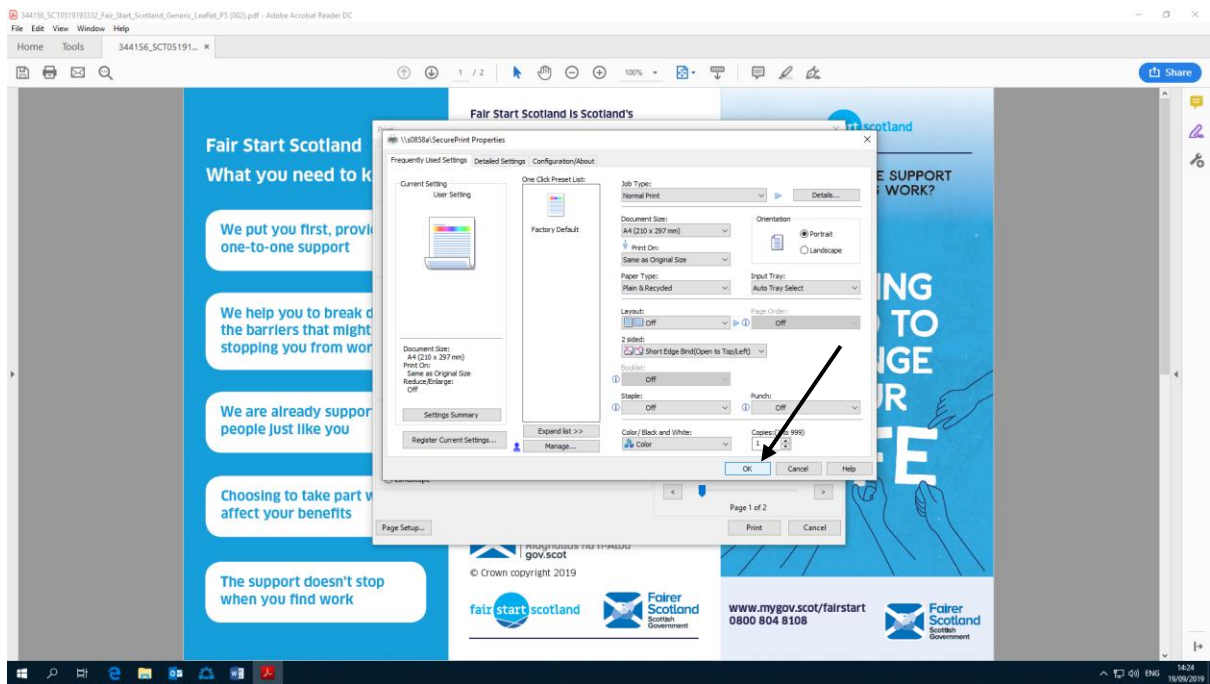 344156_SCT0519193332_Fair_Start_Scotland_Generic_Leaflet_P5 (002).pdf - Adobe Acrobat Reader DC
File Edit View Window Help
Home Tools 344156_SCT05191... ×
1 / 2 100% Share
Fair Start Scotland
What you need to k
We put you first, provi
one-to-one support
We help you to break d
the barriers that might
stopping you from wor
We are already suppor
people just like you
Choosing to take part w
affect your benefits
The support doesn't stop
when you find work
Fair Start Scotland is Scotland's
\\s0858a\SecurePrint Properties
Frequently Used Settings Detailed Settings Configuration/About
Current Setting
User Setting
Document Size:
A4 (210 x 297 mm)
Print On:
Same as Original Size
Reduce/Enlarge:
Off
Settings Summary
Register Current Settings...
One Click Preset List:
Factory Default
Expand list >>
Manage...
Job Type:
Normal Print Details...
Document Size:
A4 (210 x 297 mm)
Print On:
Same as Original Size
Orientation
Portrait
Landscape
Paper Type:
Plain & Recycled
Input Tray:
Auto Tray Select
Layout:
Off
Page Order:
Off
2 sided:
Short Edge Bind(Open to Top/Left)
Booklet:
Off
Staple:
Off
Punch:
Off
Color/Black and White:
Color
Copies:
1
OK Cancel Help
Page 1 of 2
Page Setup... Print Cancel
gov.scot
© Crown copyright 2019
fair start scotland
Fairer
Scotland
Scottish
Government
scotland
E SUPPORT
WORK?
ING
TO
GE
R
FE
www.mygov.scot/fairstart
0800 804 8108
Fairer
Scotland
Scottish
Government
ENG
14:24
19/09/2019